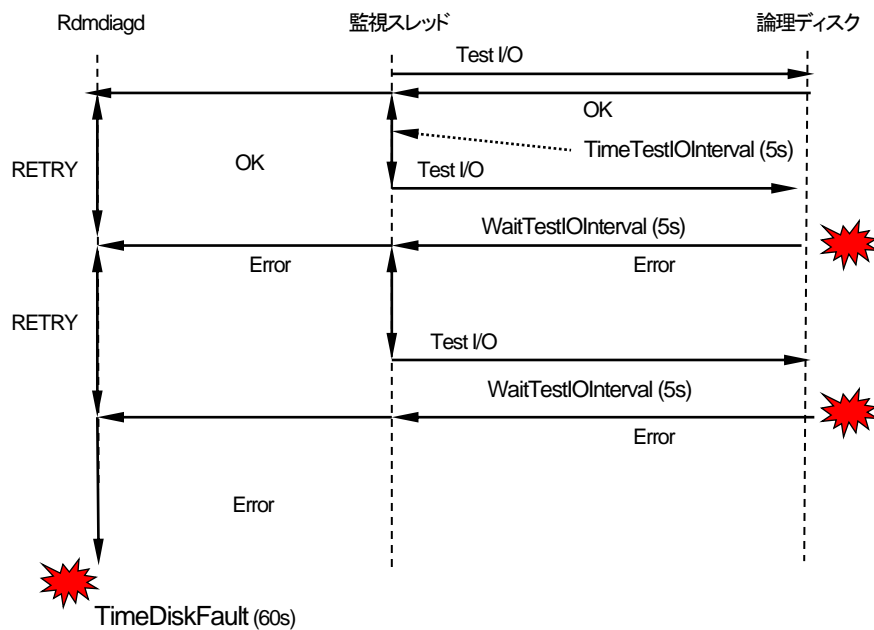 Rdmdiagd
監視スレッド
論理ディスク
Test I/O
OK
TimeTestIOInterval (5s)
OK
RETRY
Test I/O
WaitTestIOInterval (5s)
Error
Error
RETRY
Test I/O
WaitTestIOInterval (5s)
Error
Error
TimeDiskFault (60s)